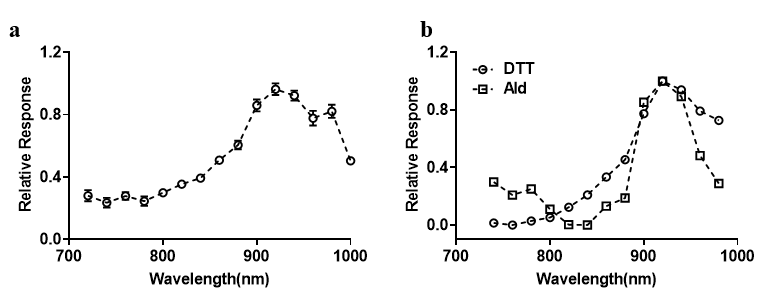 a
1.2
0.8
0.4
0.0
Relative Response
700
800
900
1000
Wavelength(nm)
b
1.2
0.8
0.4
0.0
Relative Response
DTT
Ald
700
800
900
1000
Wavelength(nm)